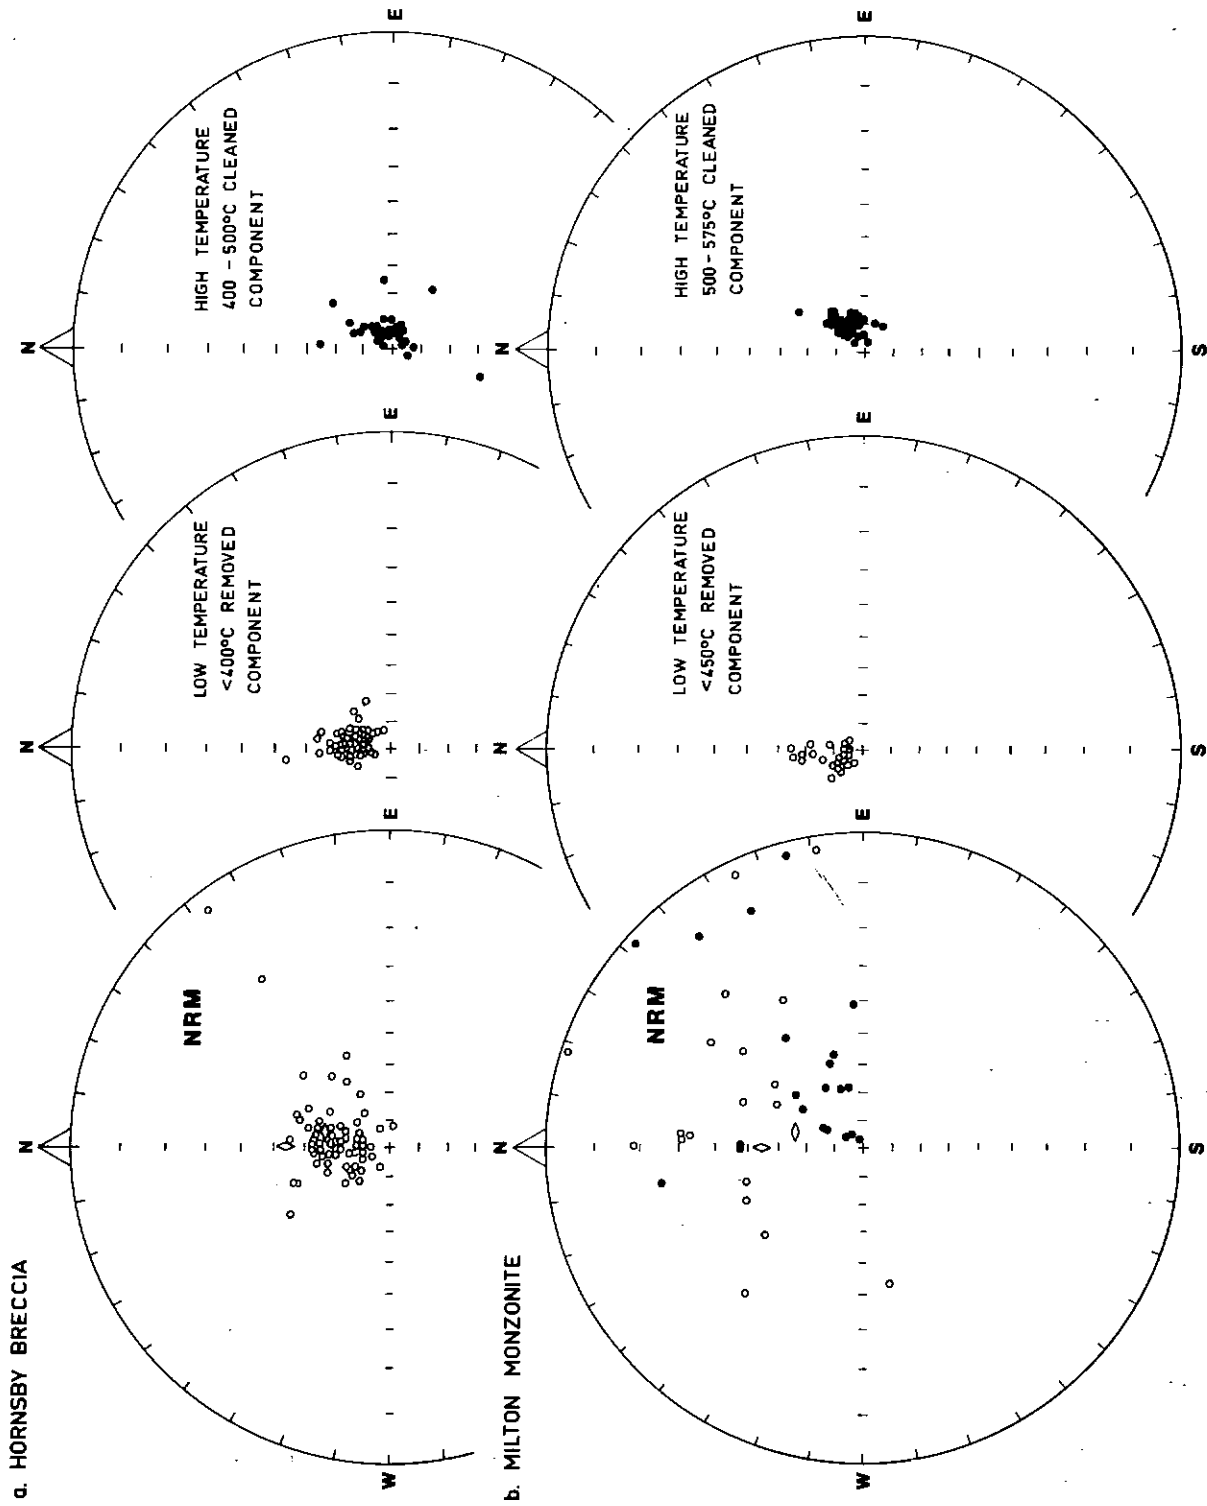 a. HORNSBY BRECCIA
N
W
E
NRM
N
E
LOW TEMPERATURE
<400°C REMOVED
COMPONENT
N
E
HIGH TEMPERATURE
400 - 500°C CLEANED
COMPONENT
b. MILTON MONZONITE
N
W
E
S
NRM
N
E
S
LOW TEMPERATURE
<450°C REMOVED
COMPONENT
N
E
S
HIGH TEMPERATURE
500 - 575°C CLEANED
COMPONENT